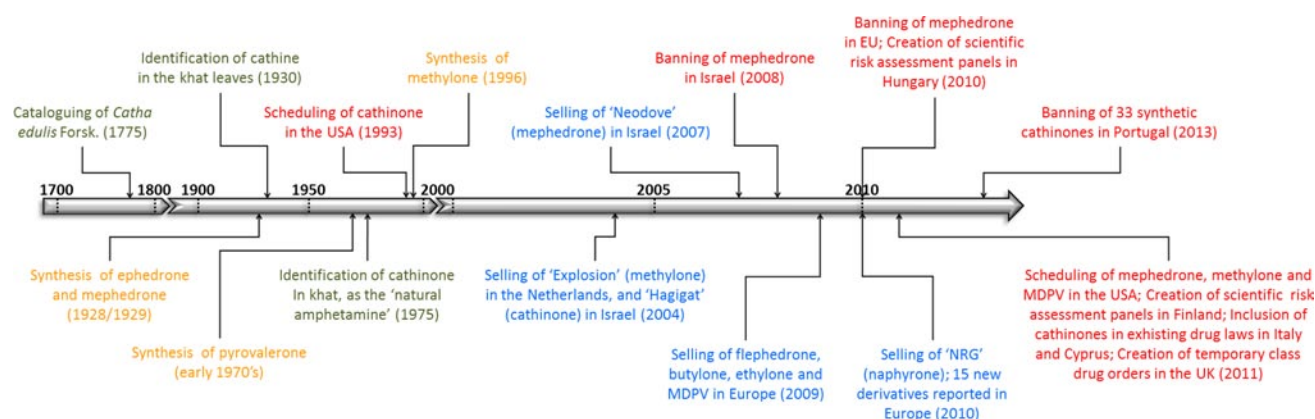 Identification of cathine
in the khat leaves (1930)
Synthesis of
methylone (1996)
Banning of mephedrone
in Israel (2008)
Banning of mephedrone
in EU; Creation of scientific
risk assessment panels in
Hungary (2010)
Cataloguing of Catha
edulis Forsk. (1775)
Scheduling of cathinone
in the USA (1993)
Selling of ‘Neodove’
(mephedrone) in Israel
(2007)
Banning of 33 synthetic
cathinones in Portugal (2013)
1700 1800 1900 1950 2000 2005 2010
Synthesis of ephedrone
and mephedrone
(1928/1929)
Synthesis of pyrovalerone
(early 1970’s)
Identification of cathinone
In khat, as the ‘natural
amphetamine’ (1975)
Selling of ‘Explosion’ (methylone)
in the Netherlands, and ‘Hagigat’
(cathinone) in Israel (2004)
Selling of flephedrone,
butylone, ethylone and
MDPV in Europe (2009)
Selling of ‘NRG’
(naphyrone); 15 new
derivatives reported in
Europe (2010)
Scheduling of mephedrone, methylone and
MDPV in the USA; Creation of scientific risk
assessment panels in Finland; Inclusion of
cathinones in exhisting drug laws in Italy
and Cyprus; Creation of temporary class
drug orders in the UK (2011)